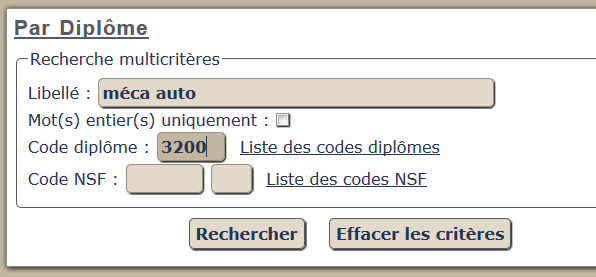 Par Diplôme
Recherche multicritères
Libellé : méca auto
Mot(s) entier(s) uniquement :
Code diplôme : 3200 Liste des codes diplômes
Code NSF : Liste des codes NSF
Rechercher Effacer les critères